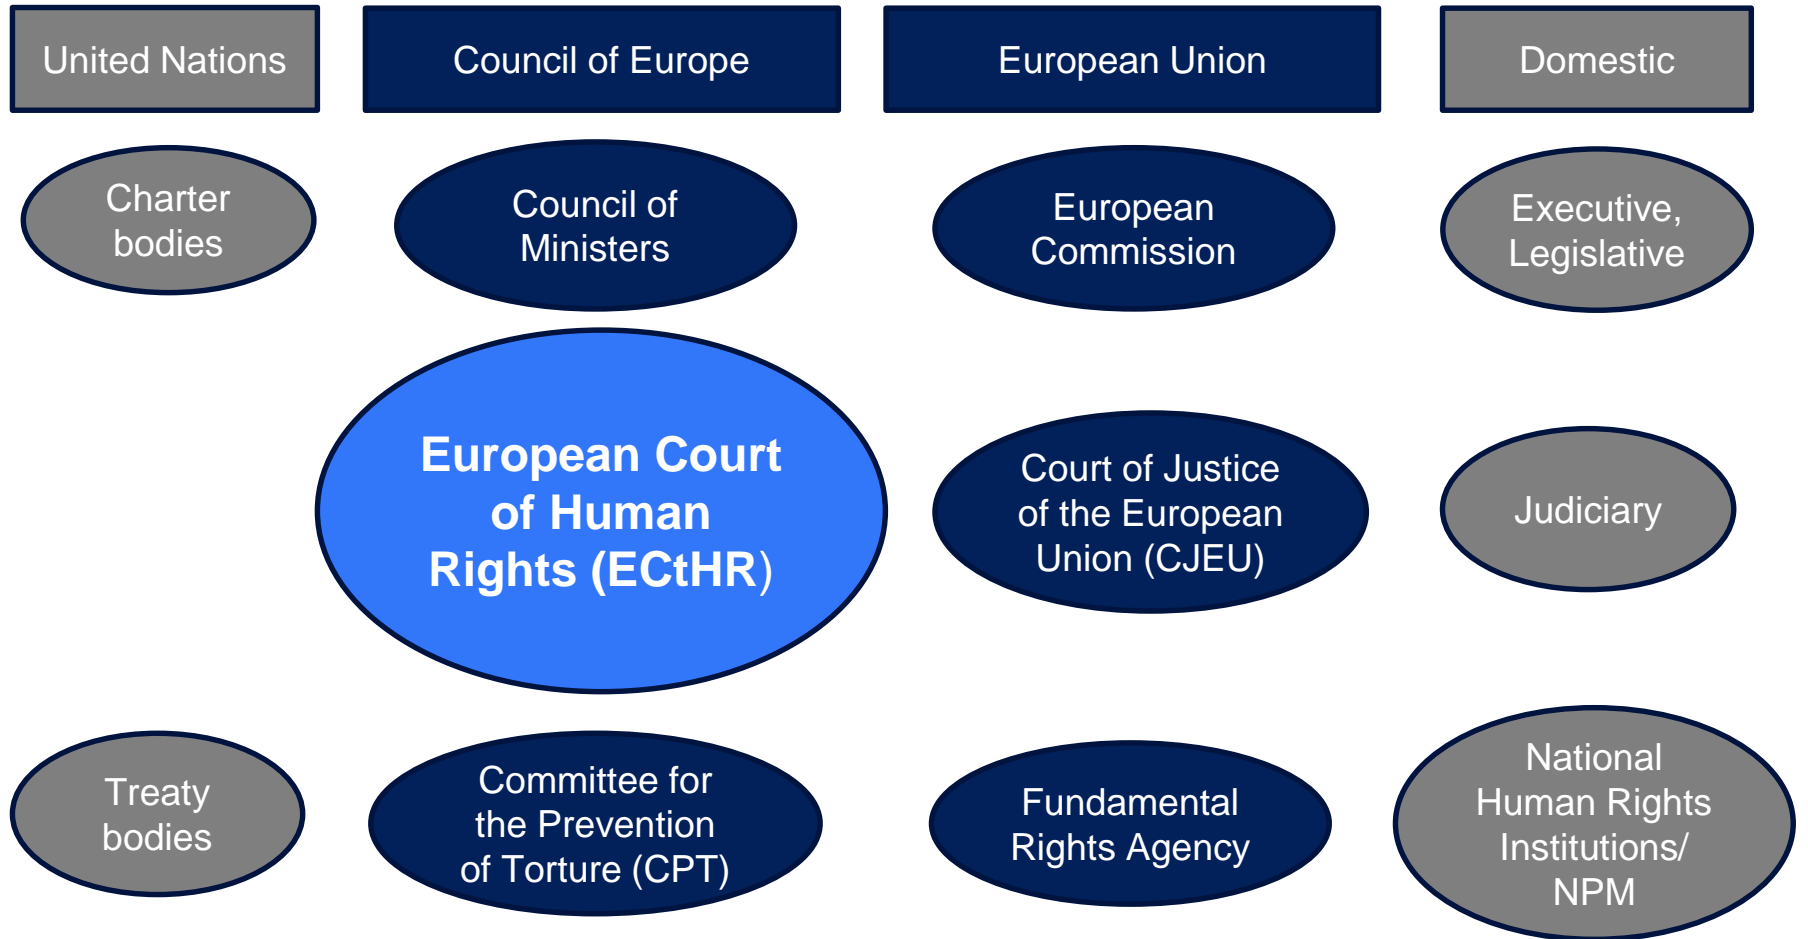 United Nations
Council of Europe
European Union
Domestic
Charter
bodies
Council of
Ministers
European
Commission
Executive,
Legislative
European Court
of Human
Rights (ECtHR)
Court of Justice
of the European
Union (CJEU)
Judiciary
Treaty
bodies
Committee for
the Prevention
of Torture (CPT)
Fundamental
Rights Agency
National
Human Rights
Institutions/
NPM